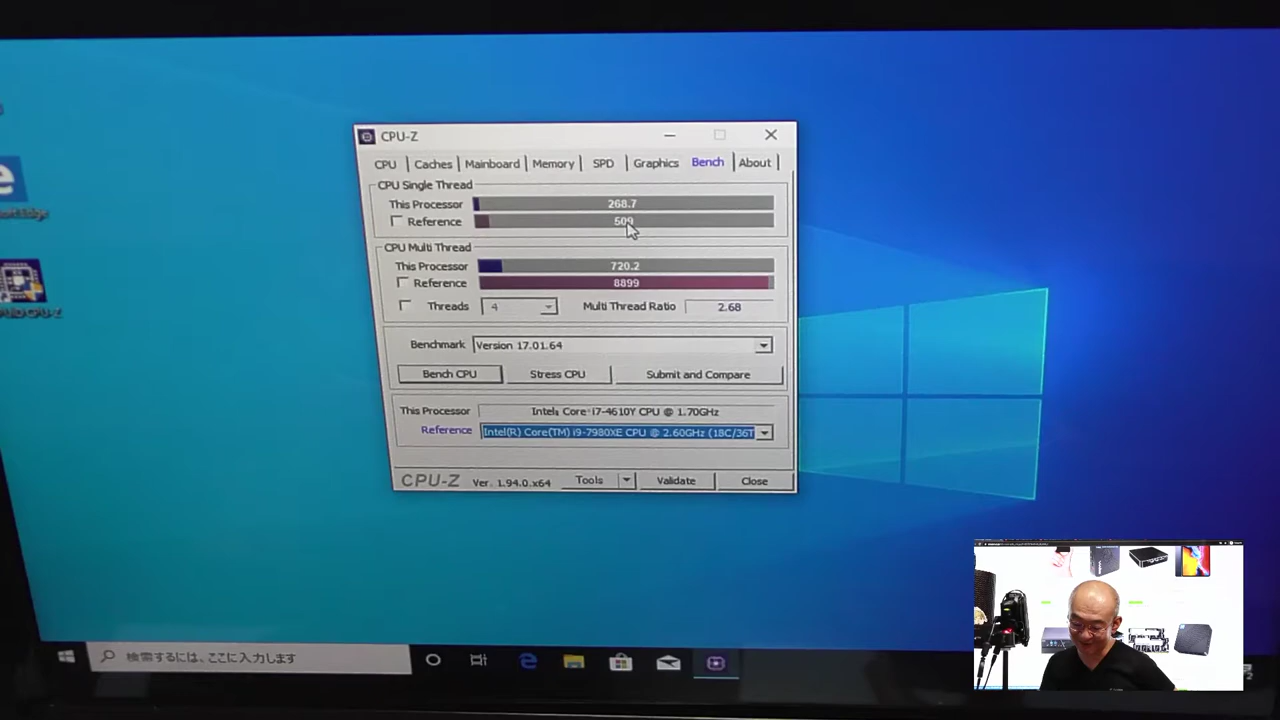 CPU-Z
CPU Caches Mainboard Memory SPD Graphics Bench About
CPU Single Thread
This Processor 268.7
Reference 509
CPU Multi Thread
This Processor 720.2
Reference 8899
Threads 4 Multi Thread Ratio 2.68
Benchmark Version 17.01.64
Bench CPU Stress CPU Submit and Compare
This Processor Intel® Core™ i7-4610Y CPU @ 1.70GHz
Reference Intel(R) Core(TM) i9-7980XE CPU @ 2.60GHz (18C/36T
CPU-Z Ver. 1.94.0.x64 Tools Validate Close
Edge
CPU-Z
検索するには、ここに入力します